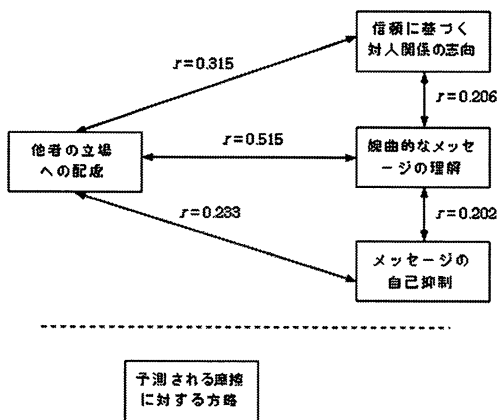 信頼に基づく
対人関係の志向
r=0.315
r=0.206
他者の立場
への配慮
r=0.515
婉曲的なメッセ
ージの理解
r=0.233
r=0.202
メッセージの
自己抑制
予測される摩擦
に対する方略